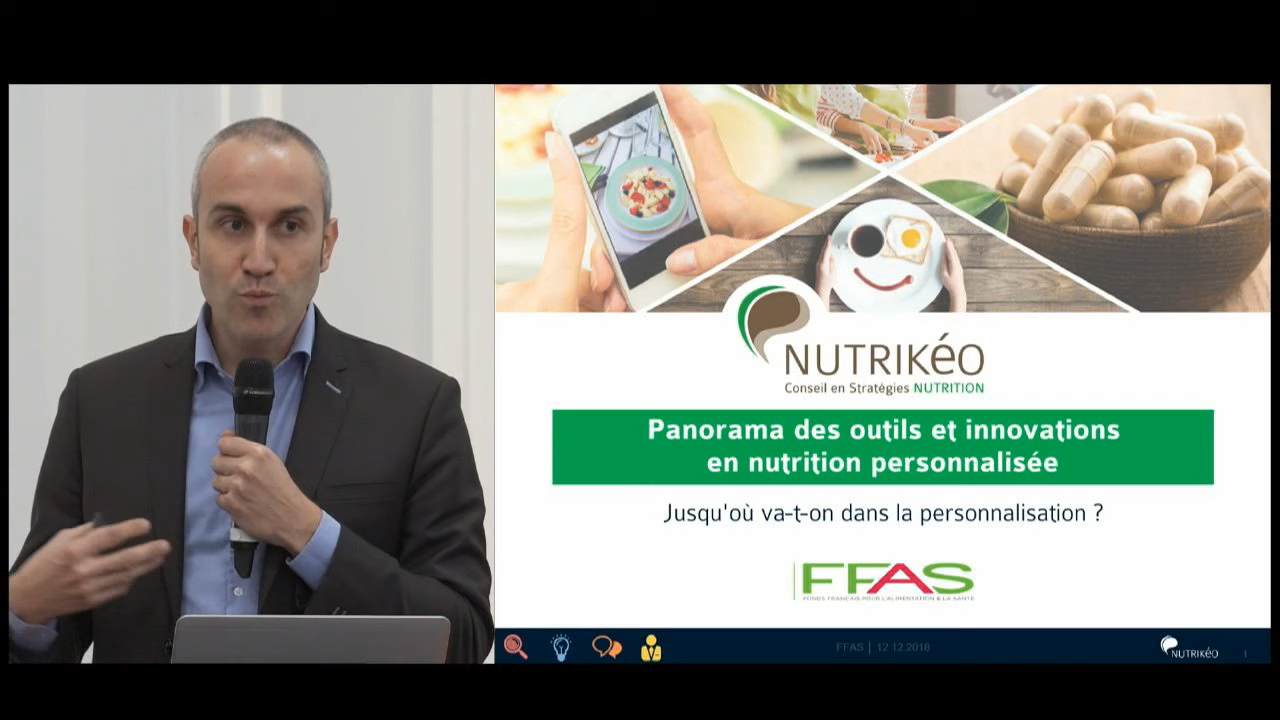 NUTRIKéO
Conseil en Stratégies NUTRITION
Panorama des outils et innovations
en nutrition personnalisée
Jusqu'où va-t-on dans la personnalisation ?
FFAS
FONDS FRANÇAIS POUR L'ALIMENTATION & LA SANTÉ
FFAS | 12.12.2018
NUTRIKéO
1